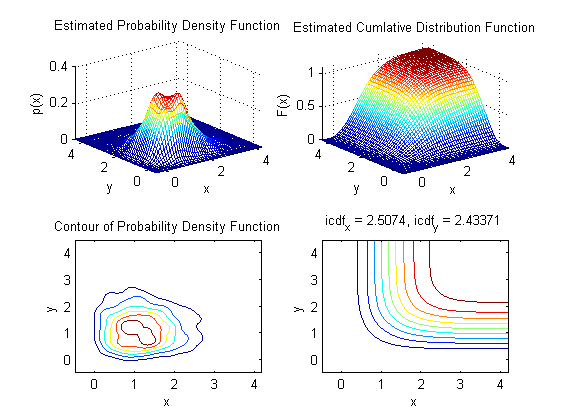 Estimated Probability Density Function
Estimated Cumlative Distribution Function
0.4
0.2
0
p(x)
4
2
0
y
0
2
4
x
1
0.5
0
F(x)
4
2
0
y
0
2
4
x
Contour of Probability Density Function
icdfx = 2.5074, icdfy = 2.43371
4
3
2
1
0
y
0
1
2
3
4
x
4
3
2
1
0
y
0
1
2
3
4
x